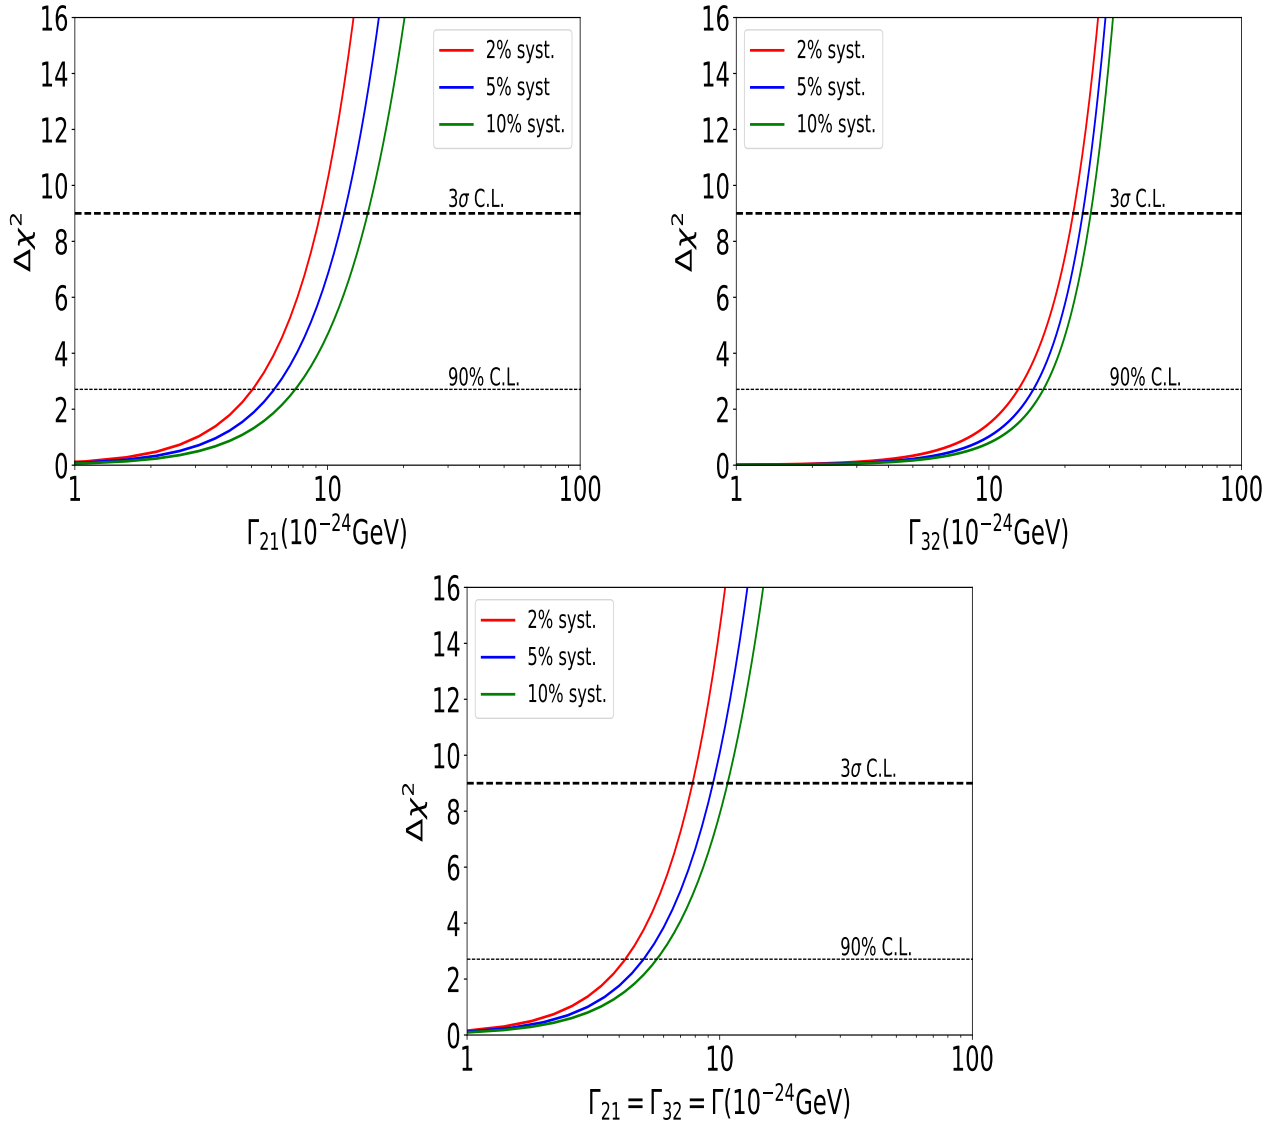 16
14
12
10
8
6
4
2
0
Δχ²
2% syst.
5% syst
10% syst.
3σ C.L.
90% C.L.
1 10 100
Γ₂₁(10⁻²⁴GeV)
16
14
12
10
8
6
4
2
0
Δχ²
2% syst.
5% syst.
10% syst.
3σ C.L.
90% C.L.
1 10 100
Γ₃₂(10⁻²⁴GeV)
16
14
12
10
8
6
4
2
0
Δχ²
2% syst.
5% syst.
10% syst.
3σ C.L.
90% C.L.
1 10 100
Γ₂₁ = Γ₃₂ = Γ(10⁻²⁴GeV)